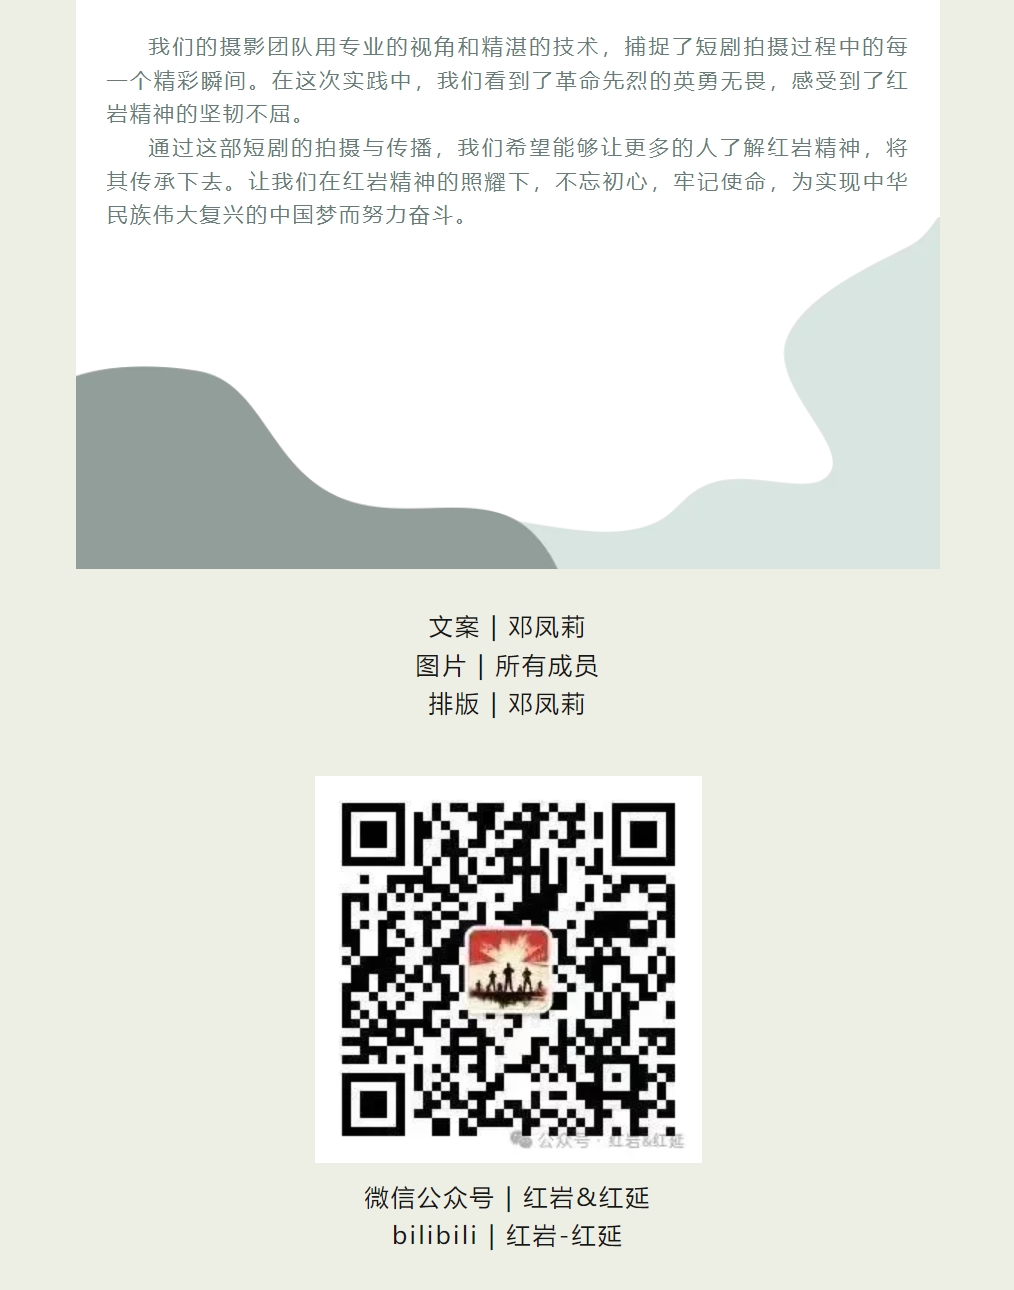 我们的摄影团队用专业的视角和精湛的技术，捕捉了短剧拍摄过程中的每
一个精彩瞬间。在这次实践中，我们看到了革命先烈的英勇无畏，感受到了红
岩精神的坚韧不屈。
通过这部短剧的拍摄与传播，我们希望能够让更多的人了解红岩精神，将
其传承下去。让我们在红岩精神的照耀下，不忘初心，牢记使命，为实现中华
民族伟大复兴的中国梦而努力奋斗。
文案 | 邓凤莉
图片 | 所有成员
排版 | 邓凤莉
公众号 · 红岩&红延
微信公众号 | 红岩&红延
bilibili | 红岩-红延